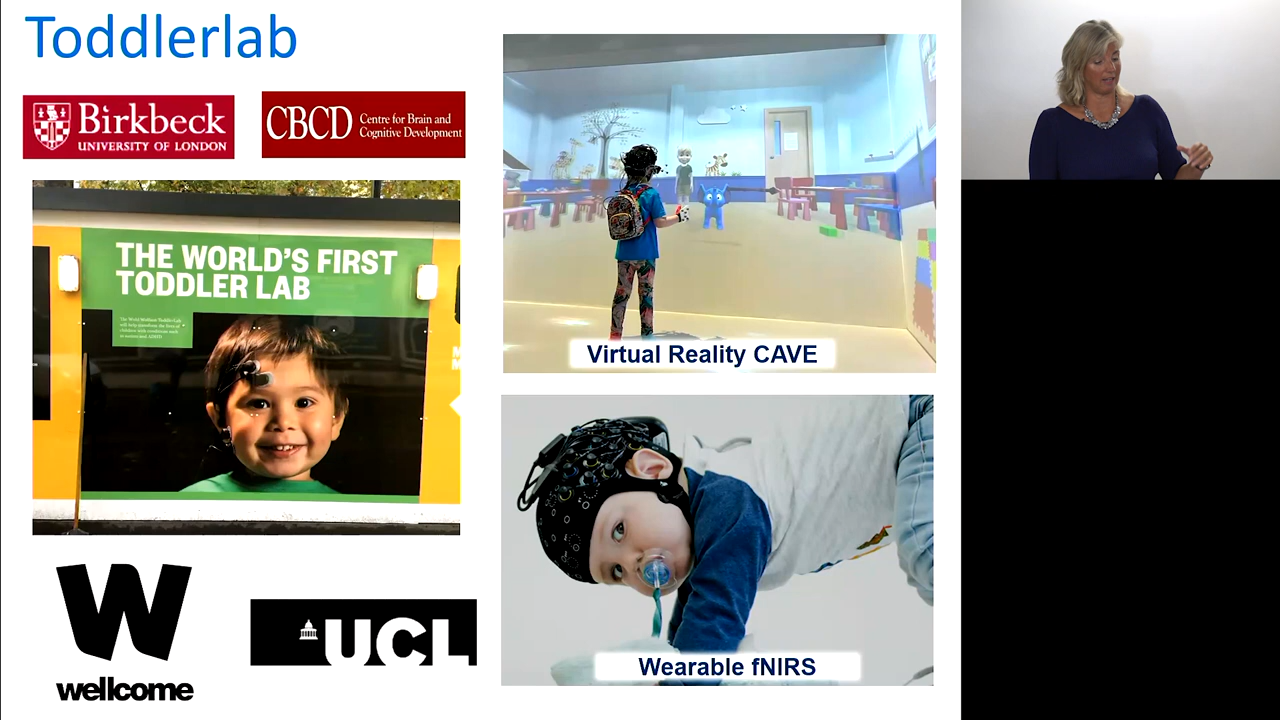 Toddlerlab
Birkbeck
UNIVERSITY OF LONDON
CBCD
Centre for Brain and
Cognitive Development
THE WORLD'S FIRST
TODDLER LAB
Virtual Reality CAVE
Wearable fNIRS
W
wellcome
UCL